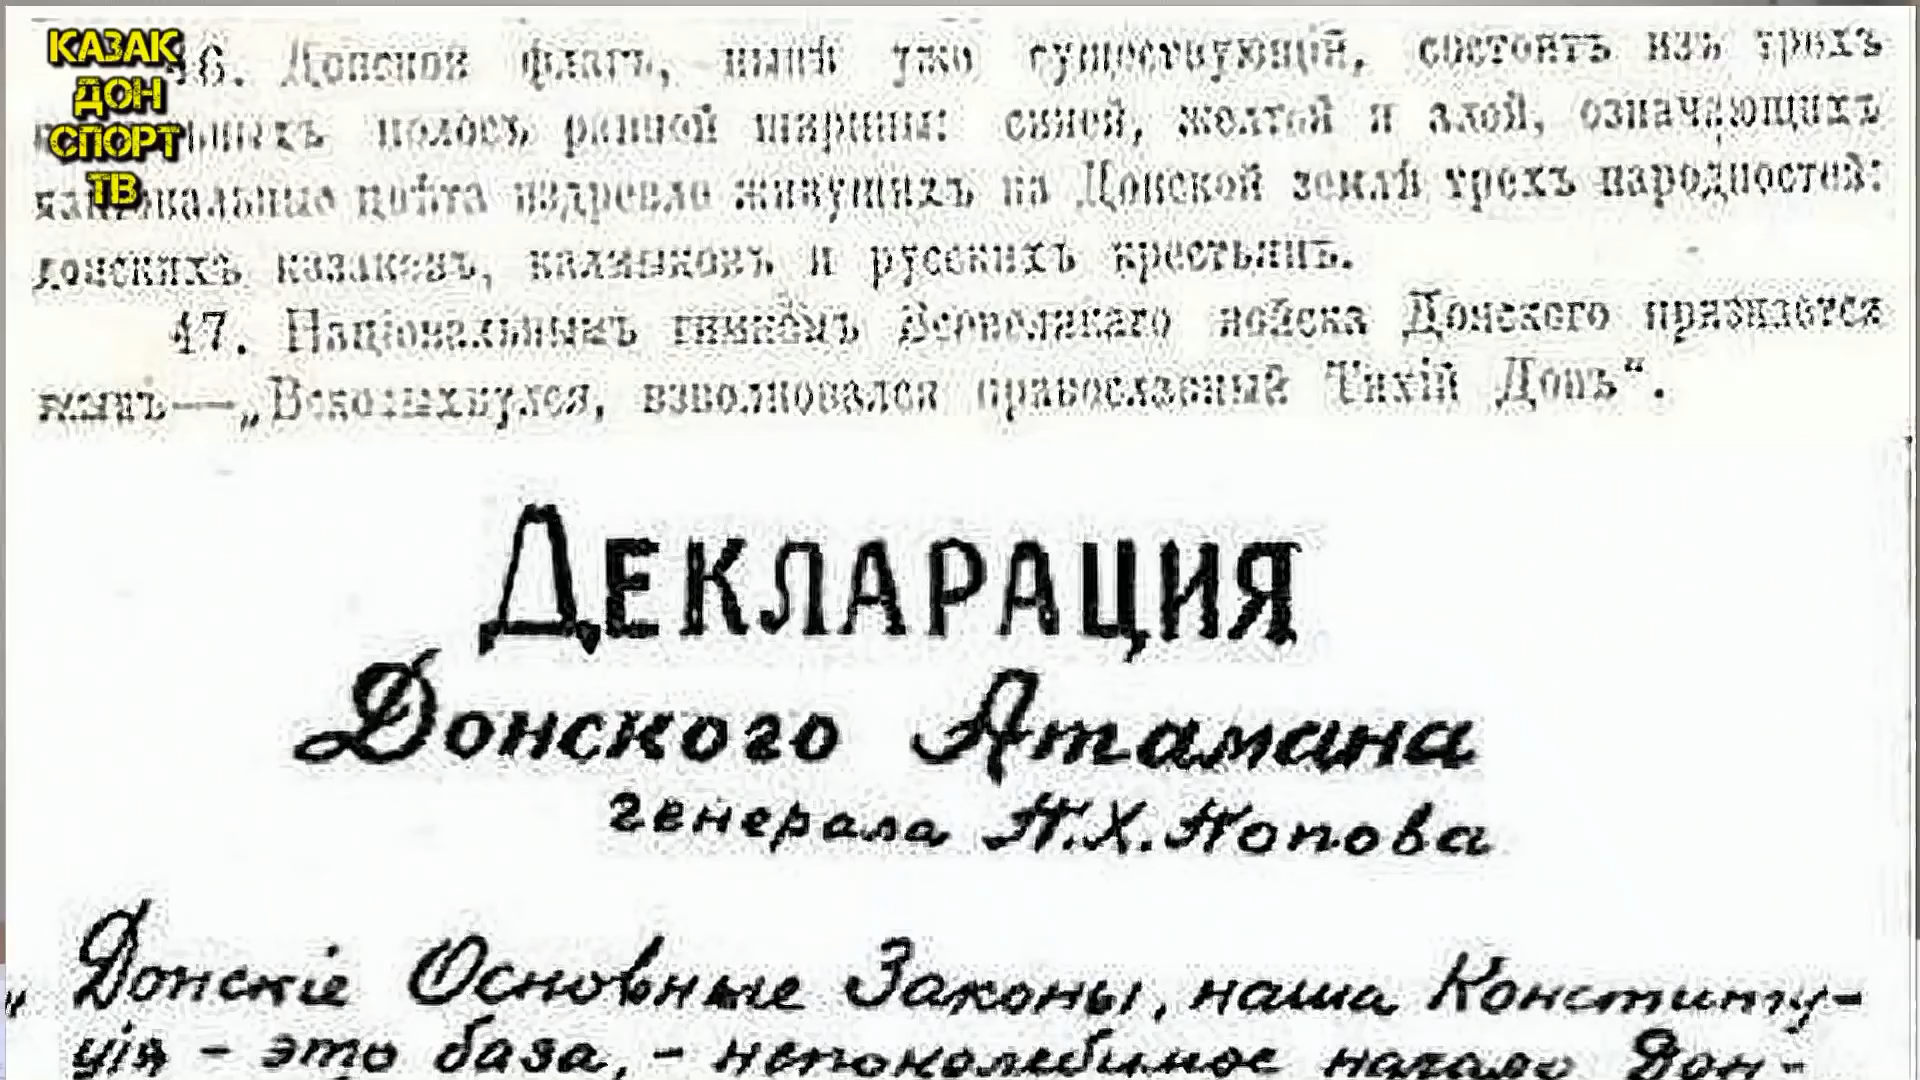 КАЗАК
ДОН
СПОРТ
ТВ
46. Донской флагъ, нынѣ уже существующій, состоитъ изъ трехъ
полосъ равной ширины: синей, желтой и алой, означающихъ
цвѣта издревле живущихъ на Донской землѣ трехъ народностей:
донскихъ казаковъ, калмыковъ и русскихъ крестьянъ.
47. Національнымъ гимномъ Всевеликаго войска Донского признается
гимнъ—„Всколыхнулся, взволновался православный Тихій Донъ“.
ДЕКЛАРАЦИЯ
Донского Атамана
генерала П.Х.Попова
„Донскіе Основные Законы, наша Консти‌ту-
ція - это база, - непоколебимое начало Дон-